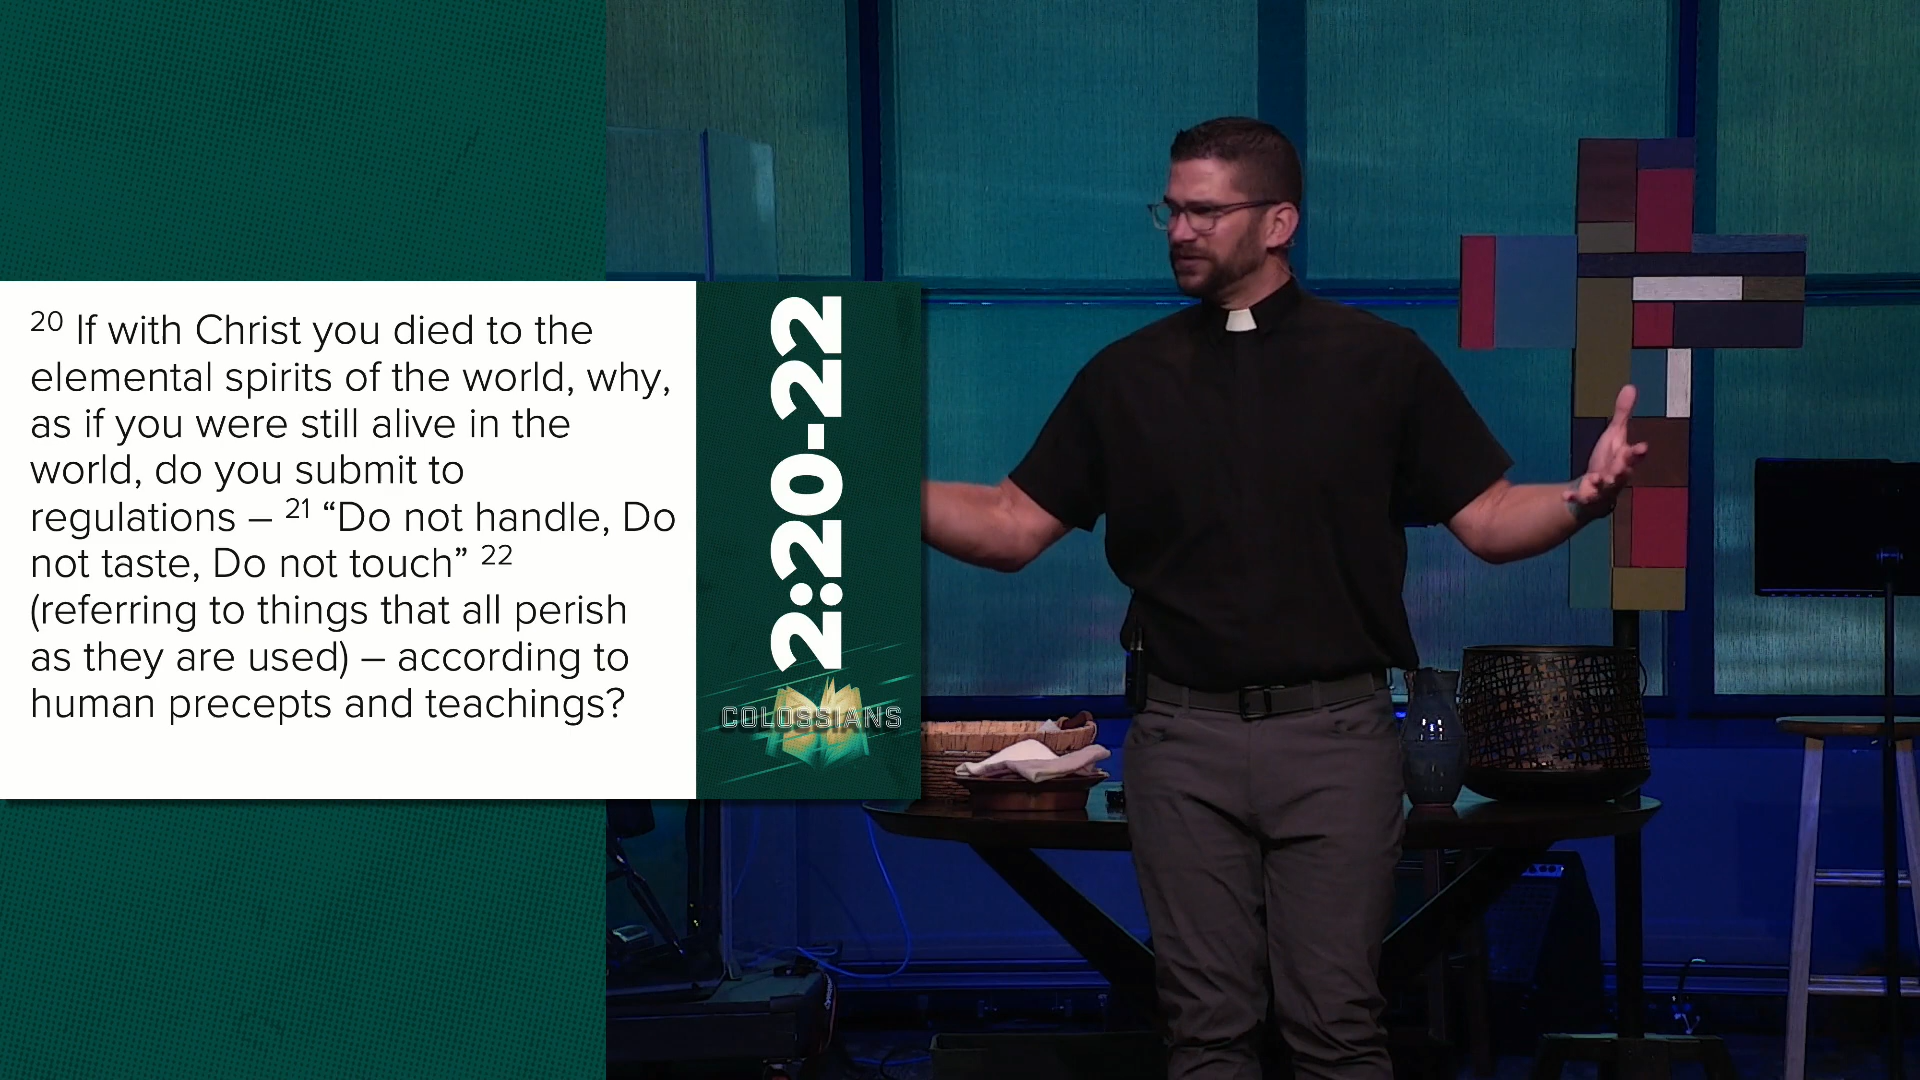 20 If with Christ you died to the
elemental spirits of the world, why,
as if you were still alive in the
world, do you submit to
regulations – 21 “Do not handle, Do
not taste, Do not touch” 22
(referring to things that all perish
as they are used) – according to
human precepts and teachings?
2:20-22
COLOSSIANS